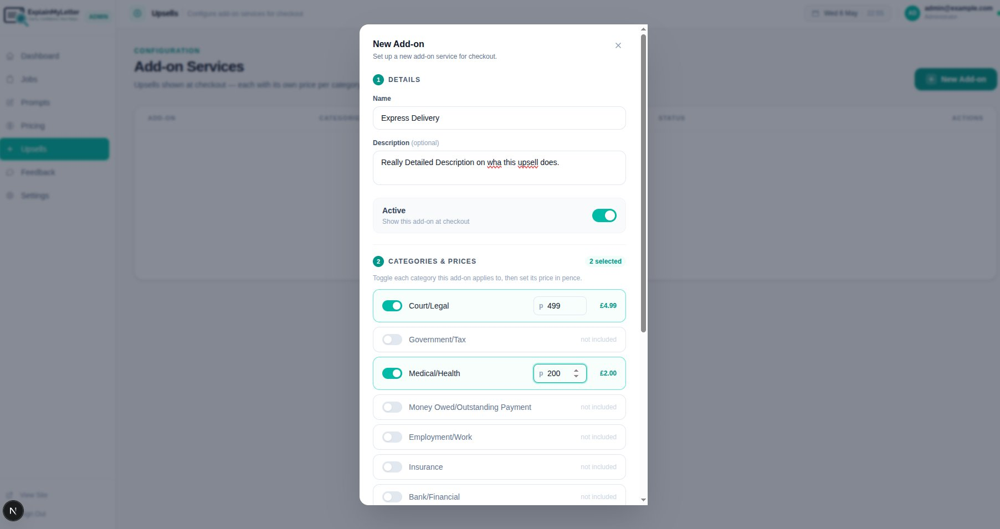 ExplainMyLetter
ADMIN
Upsells
Configure add-on services for checkout
Wed 6 May
admin@example.com
Administrator
Dashboard
Jobs
Prompts
Pricing
Upsells
Feedback
Settings
View Site
Sign Out
CONFIGURATION
Add-on Services
Upsells shown at checkout — each with its own price per category
New Add-on
ADD-ON
STATUS
ACTIONS
New Add-on
Set up a new add-on service for checkout.
1 DETAILS
Name
Express Delivery
Description (optional)
Really Detailed Description on wha this upsell does.
Active
Show this add-on at checkout
2 CATEGORIES & PRICES 2 selected
Toggle each category this add-on applies to, then set its price in pence.
Court/Legal p 499 £4.99
Government/Tax not included
Medical/Health p 200 £2.00
Money Owed/Outstanding Payment not included
Employment/Work not included
Insurance not included
Bank/Financial not included
N